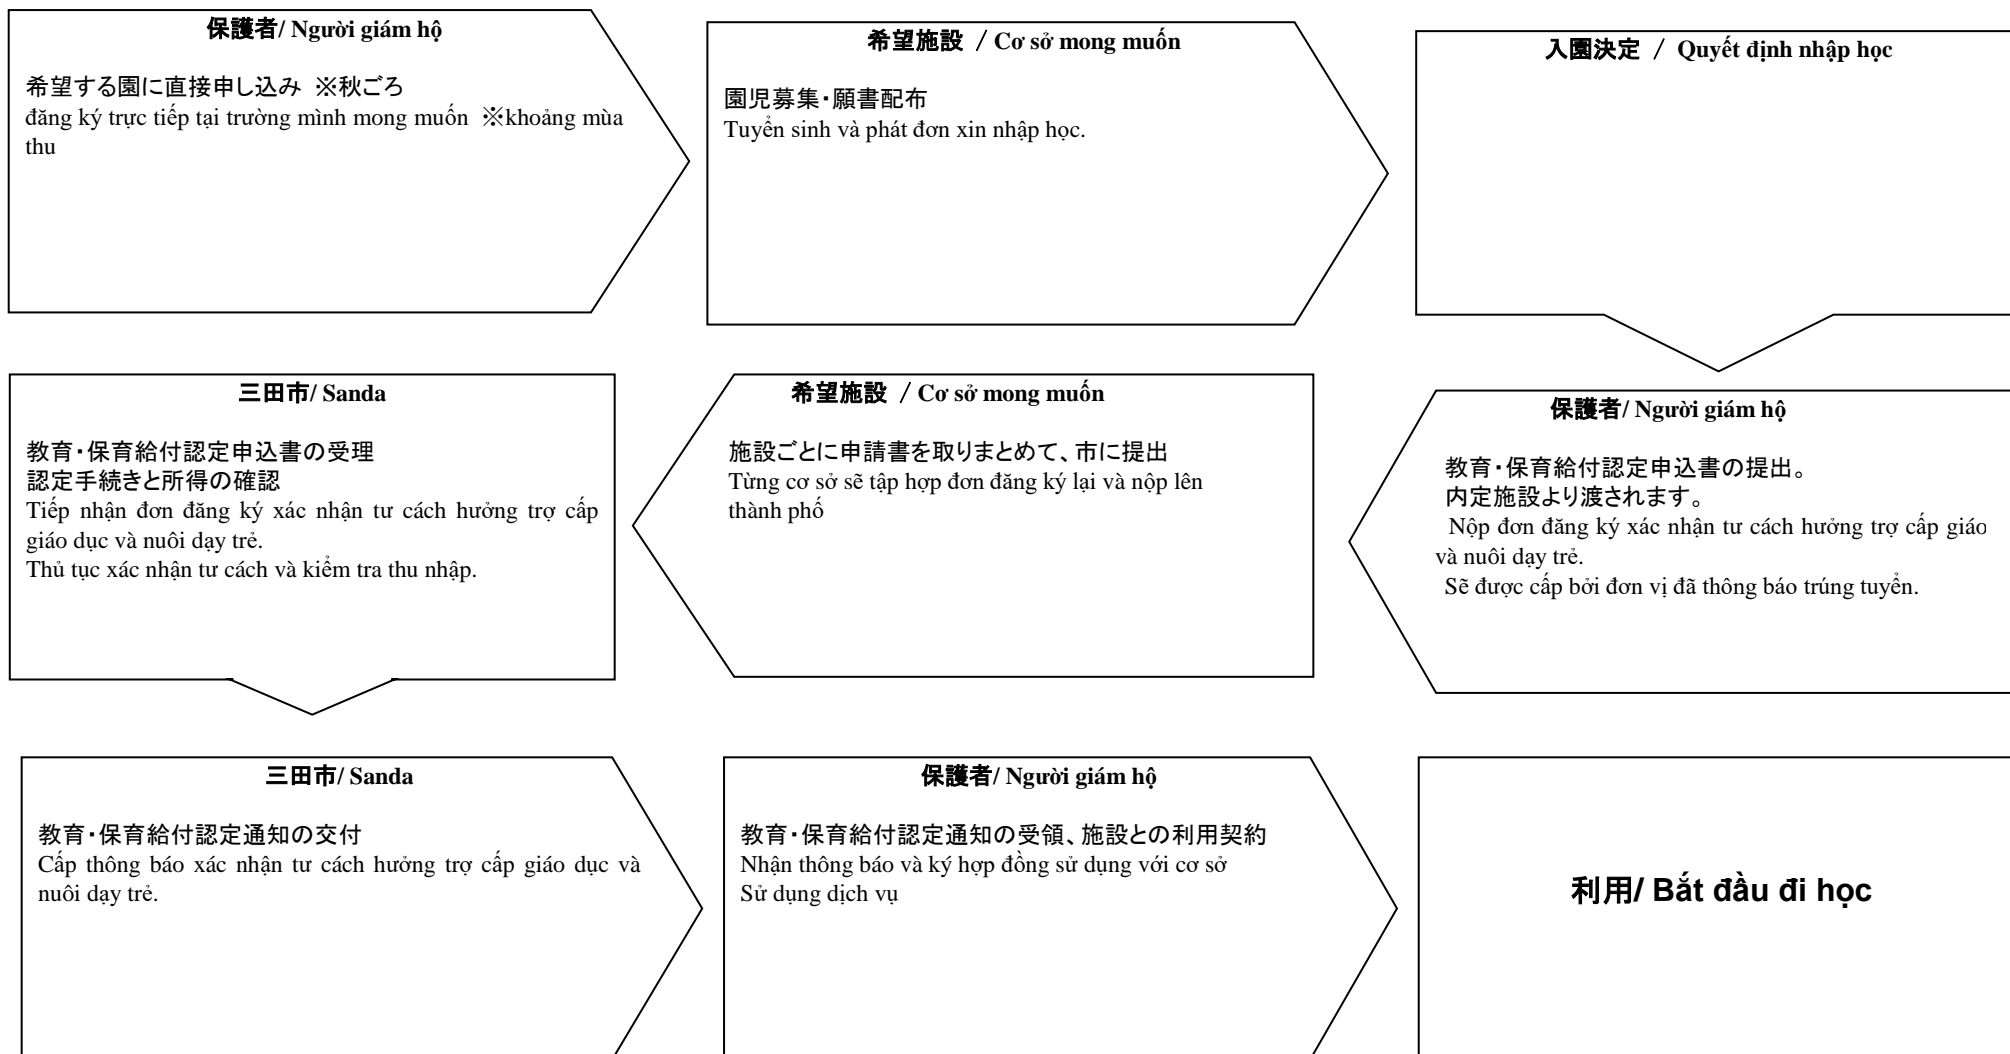 保護者/ Người giám hộ
希望する園に直接申し込み ※秋ごろ
đăng ký trực tiếp tại trường mình mong muốn ※khoảng mùa
thu
希望施設 / Cơ sở mong muốn
園児募集・願書配布
Tuyển sinh và phát đơn xin nhập học.
入園決定 / Quyết định nhập học
保護者/ Người giám hộ
教育・保育給付認定申込書の提出。
内定施設より渡されます。
Nộp đơn đăng ký xác nhận tư cách hưởng trợ cấp giáo
và nuôi dạy trẻ.
Sẽ được cấp bởi đơn vị đã thông báo trúng tuyển.
希望施設 / Cơ sở mong muốn
施設ごとに申請書を取りまとめて、市に提出
Từng cơ sở sẽ tập hợp đơn đăng ký lại và nộp lên
thành phố
三田市/ Sanda
教育・保育給付認定申込書の受理
認定手続きと所得の確認
Tiếp nhận đơn đăng ký xác nhận tư cách hưởng trợ cấp
giáo dục và nuôi dạy trẻ.
Thủ tục xác nhận tư cách và kiểm tra thu nhập.
三田市/ Sanda
教育・保育給付認定通知の交付
Cấp thông báo xác nhận tư cách hưởng trợ cấp giáo dục và
nuôi dạy trẻ.
保護者/ Người giám hộ
教育・保育給付認定通知の受領、施設との利用契約
Nhận thông báo và ký hợp đồng sử dụng với cơ sở
Sử dụng dịch vụ
利用/ Bắt đầu đi học